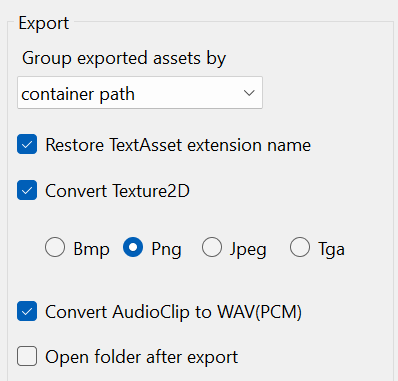 Export
Group exported assets by
container path
Restore TextAsset extension name
Convert Texture2D
Bmp Png Jpeg Tga
Convert AudioClip to WAV(PCM)
Open folder after export